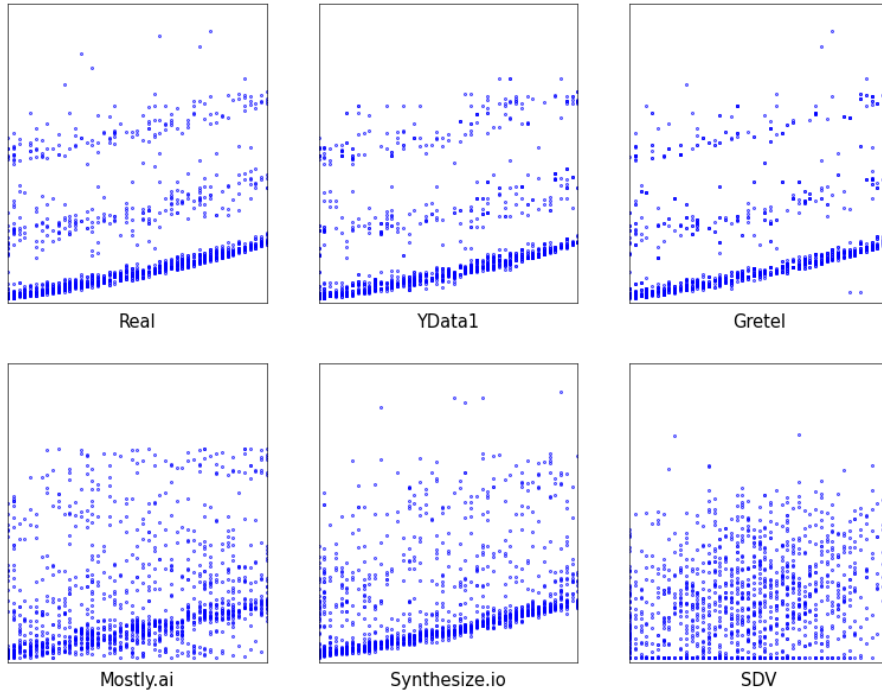 Real
YData1
Gretel
Mostly.ai
Synthesize.io
SDV